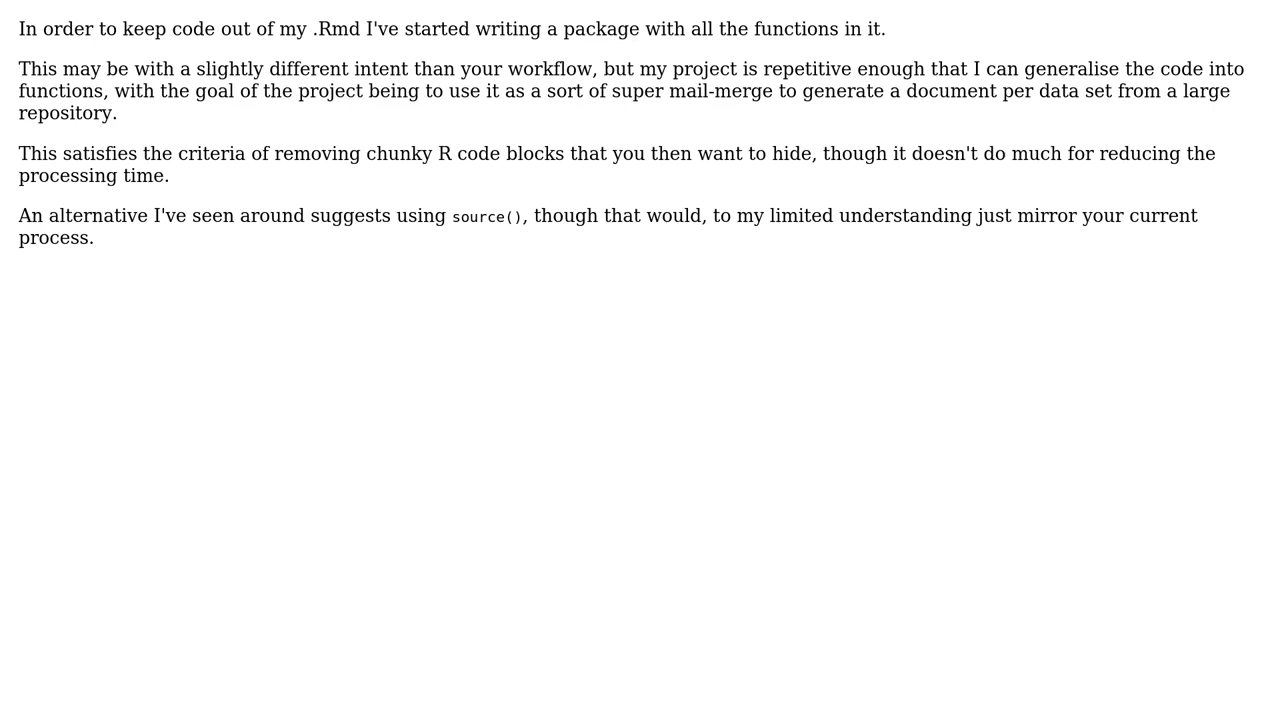 In order to keep code out of my .Rmd I've started writing a package with all the functions in it.
This may be with a slightly different intent than your workflow, but my project is repetitive enough that I can generalise the code into
functions, with the goal of the project being to use it as a sort of super mail-merge to generate a document per data set from a large
repository.
This satisfies the criteria of removing chunky R code blocks that you then want to hide, though it doesn't do much for reducing the
processing time.
An alternative I've seen around suggests using source(), though that would, to my limited understanding just mirror your current
process.